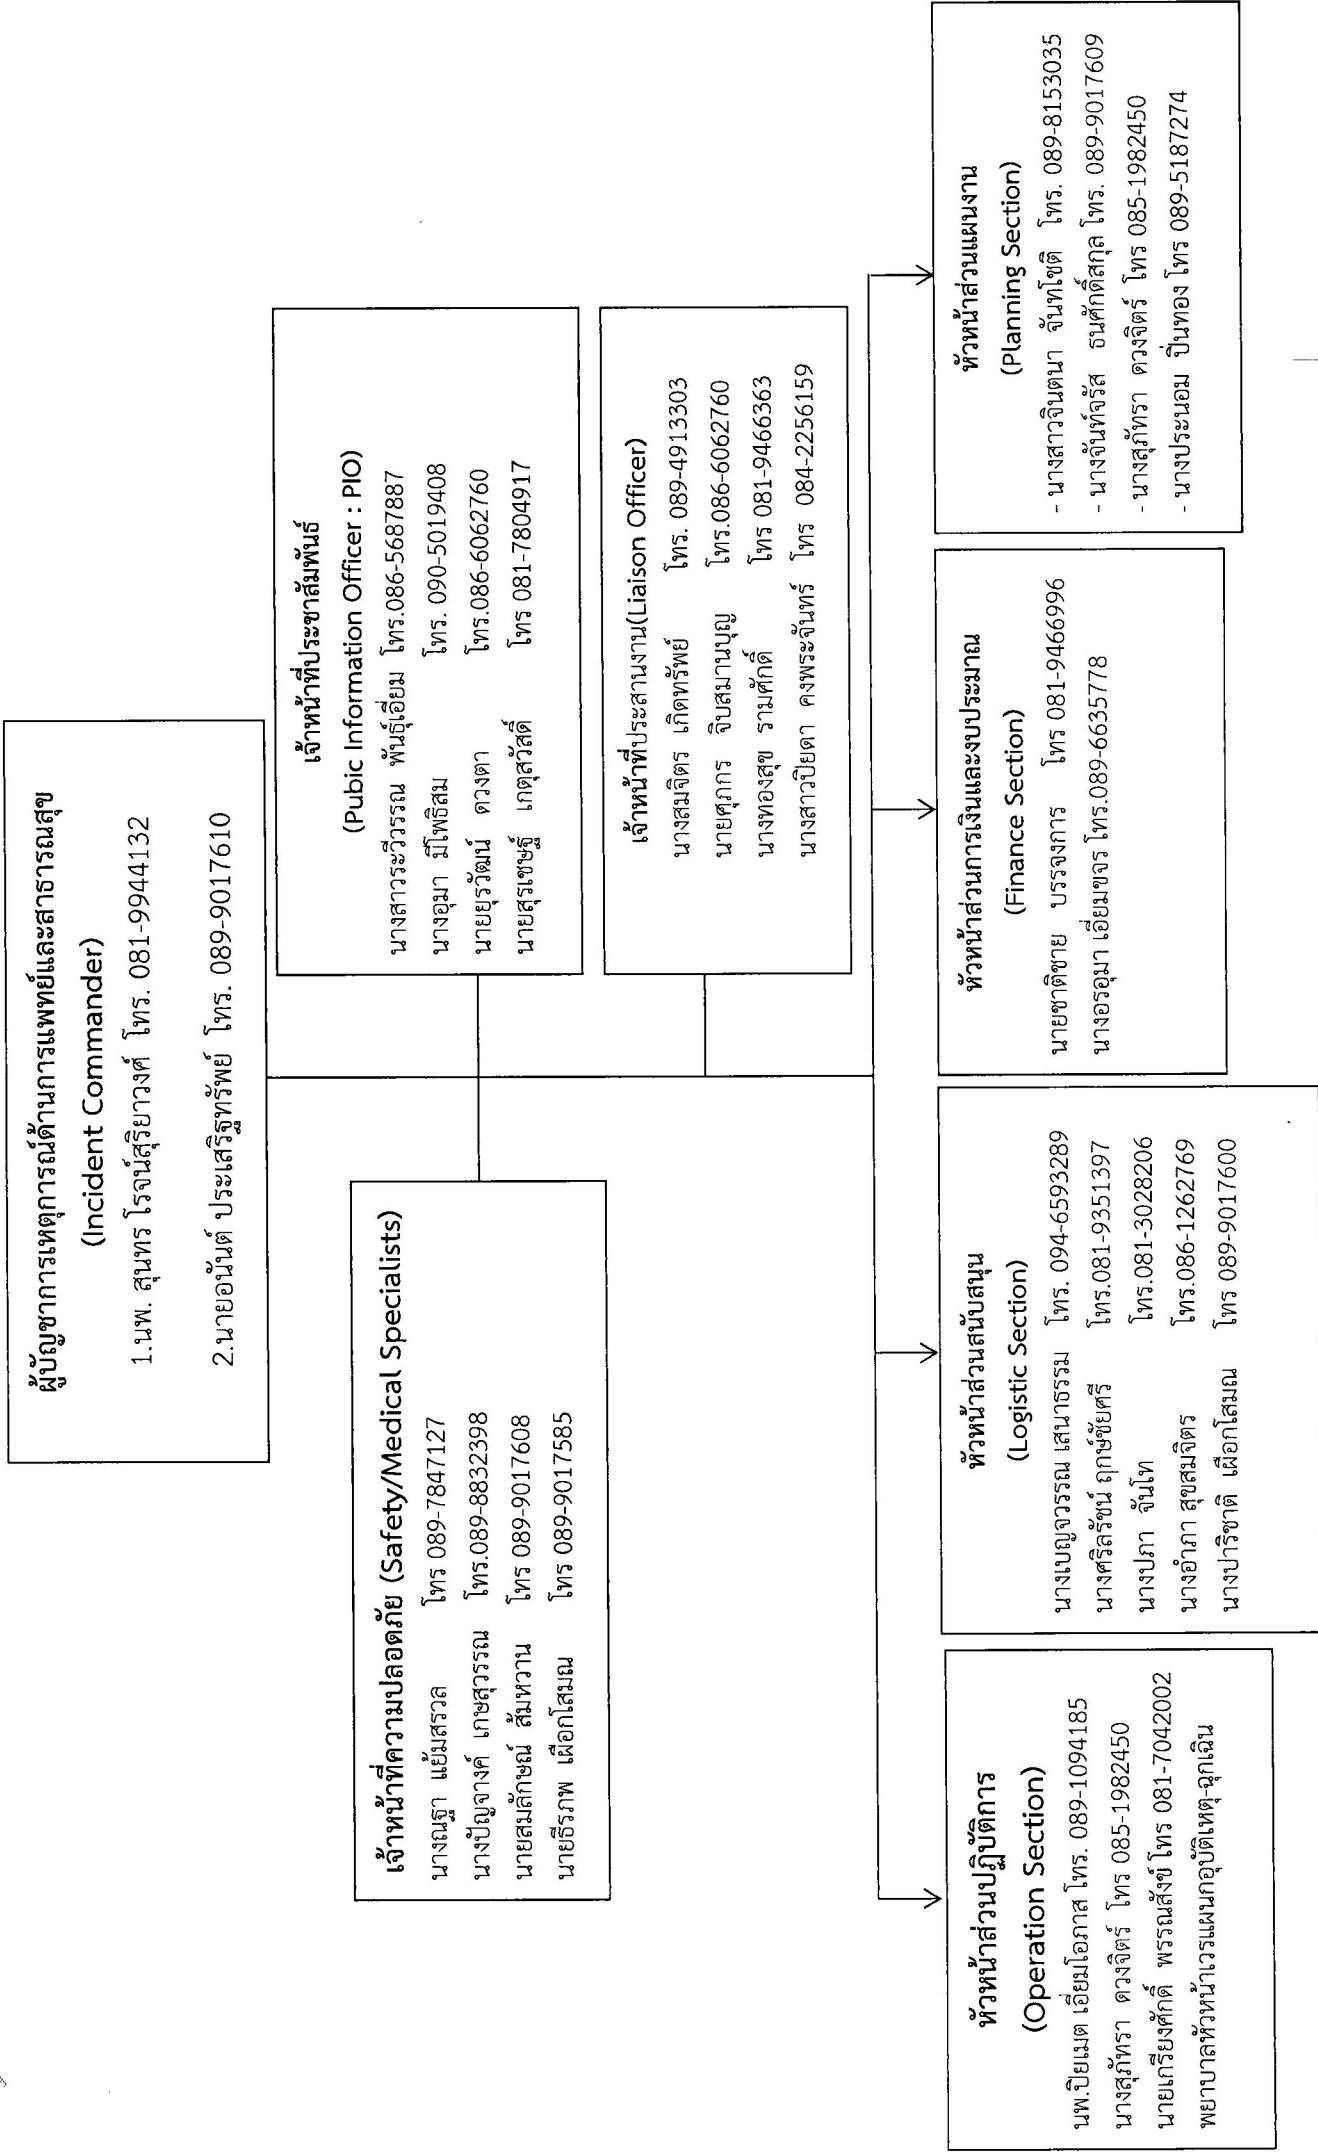 ผู้บัญชาการเหตุการณ์ด้านการแพทย์และสาธารณสุข
(Incident Commander)
1.นพ. สุนทร โรจน์สุริยาวงศ์ โทร. 081-9944132
2.นายอนันต์ ประเสริฐทรัพย์ โทร. 089-9017610
เจ้าหน้าที่ประชาสัมพันธ์
(Pubic Information Officer : PIO)
นางสาวระวีวรรณ พันธุ์เอี่ยม โทร.086-5687887
นางอุมา มีโพธิสม โทร. 090-5019408
นายยุรวัฒน์ ดวงตา โทร.086-6062760
นายสุรเชษฐ์ เกตุสวัสดิ์ โทร 081-7804917
เจ้าหน้าที่ความปลอดภัย (Safety/Medical Specialists)
นางณฐา แย้มสรวล โทร 089-7847127
นางปัญจางค์ เกษสุวรรณ โทร.089-8832398
นายสมลักษณ์ ส้มหวาน โทร 089-9017608
นายธีรภพ เผือกโสมณ โทร 089-9017585
เจ้าหน้าที่ประสานงาน(Liaison Officer)
นางสมจิตร เกิดทรัพย์ โทร. 089-4913303
นายศุภกร จิบสมานบุญ โทร.086-6062760
นางทองสุข รามศักดิ์ โทร 081-9466363
นางสาวปิยดา คงพระจันทร์ โทร 084-2256159
หัวหน้าส่วนปฏิบัติการ
(Operation Section)
นพ.ปิยเมต เอี่ยมโอภาส โทร. 089-1094185
นางสุภัทรา ดวงจิตร์ โทร 085-1982450
นายเกรียงศักดิ์ พรรณสังข์ โทร 081-7042002
พยาบาลหัวหน้าเวรแผนกอุบัติเหตุ-ฉุกเฉิน
หัวหน้าส่วนสนับสนุน
(Logistic Section)
นางเบญจวรรณ เสนาธรรม โทร. 094-6593289
นางศริลรัชน์ ฤกษ์ชัยศรี โทร.081-9351397
นางปภา จันโท โทร.081-3028206
นางอำภา สุขสมจิตร โทร.086-1262769
นางปาริชาติ เผือกโสมณ โทร 089-9017600
หัวหน้าส่วนการเงินและงบประมาณ
(Finance Section)
นายชาติชาย บรรจงการ โทร 081-9466996
นางอรอุมา เอี่ยมขจร โทร.089-6635778
หัวหน้าส่วนแผนงาน
(Planning Section)
- นางสาวจินตนา จันทโชติ โทร. 089-8153035
- นางจันท์จรัส ธนศักดิ์สกุล โทร. 089-9017609
- นางสุภัทรา ดวงจิตร์ โทร 085-1982450
- นางประนอม ปิ่นทอง โทร 089-5187274